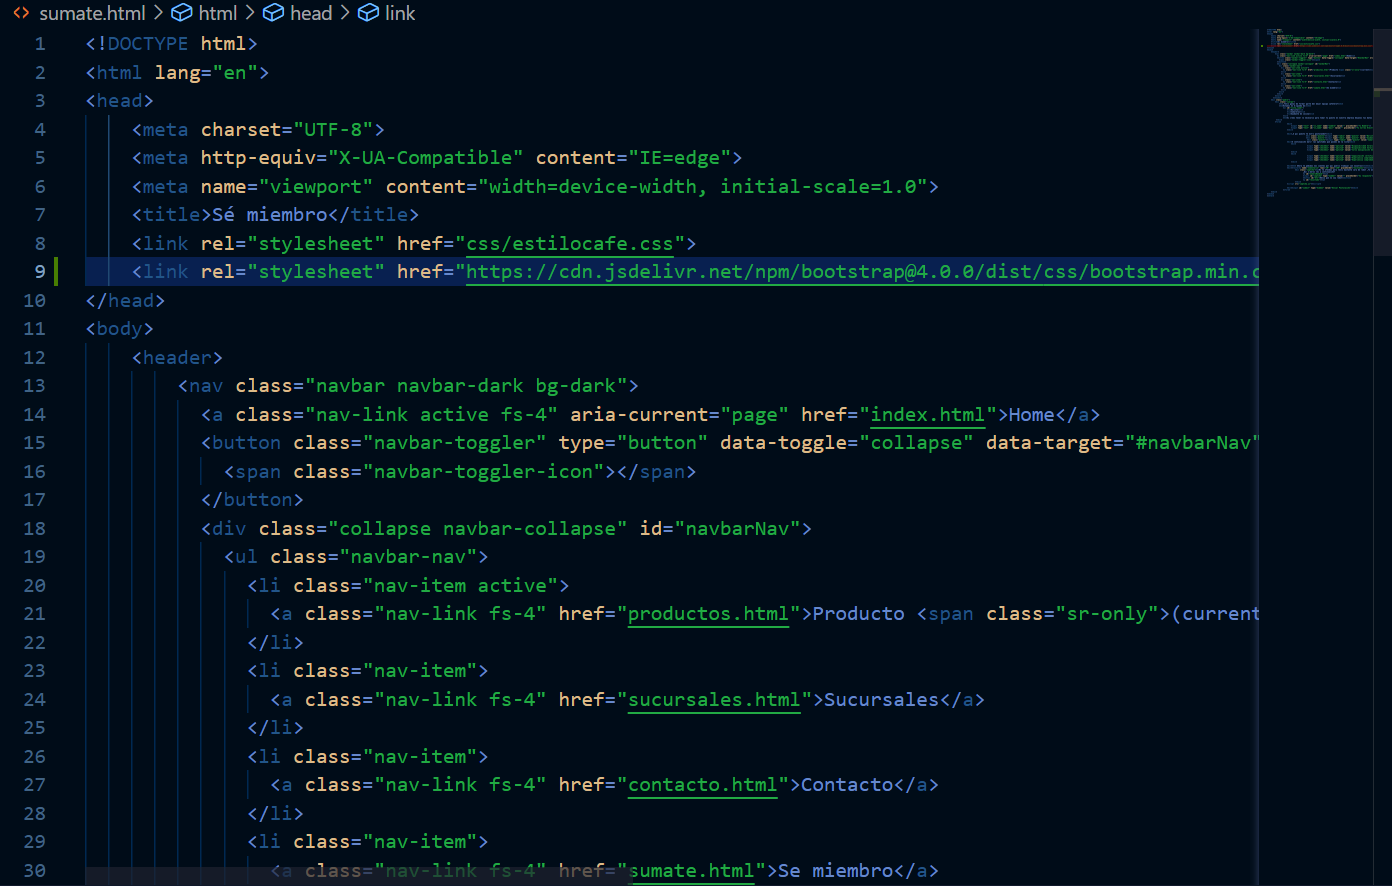 sumate.html > html > head > link
1 <!DOCTYPE html>
2 <html lang="en">
3 <head>
4 <meta charset="UTF-8">
5 <meta http-equiv="X-UA-Compatible" content="IE=edge">
6 <meta name="viewport" content="width=device-width, initial-scale=1.0">
7 <title>Sé miembro</title>
8 <link rel="stylesheet" href="css/estilocafe.css">
9 <link rel="stylesheet" href="https://cdn.jsdelivr.net/npm/bootstrap@4.0.0/dist/css/bootstrap.min.c
10 </head>
11 <body>
12 <header>
13 <nav class="navbar navbar-dark bg-dark">
14 <a class="nav-link active fs-4" aria-current="page" href="index.html">Home</a>
15 <button class="navbar-toggler" type="button" data-toggle="collapse" data-target="#navbarNav"
16 <span class="navbar-toggler-icon"></span>
17 </button>
18 <div class="collapse navbar-collapse" id="navbarNav">
19 <ul class="navbar-nav">
20 <li class="nav-item active">
21 <a class="nav-link fs-4" href="productos.html">Producto <span class="sr-only">(current
22 </li>
23 <li class="nav-item">
24 <a class="nav-link fs-4" href="sucursales.html">Sucursales</a>
25 </li>
26 <li class="nav-item">
27 <a class="nav-link fs-4" href="contacto.html">Contacto</a>
28 </li>
29 <li class="nav-item">
30 <a class="nav-link fs-4" href="sumate.html">Se miembro</a>